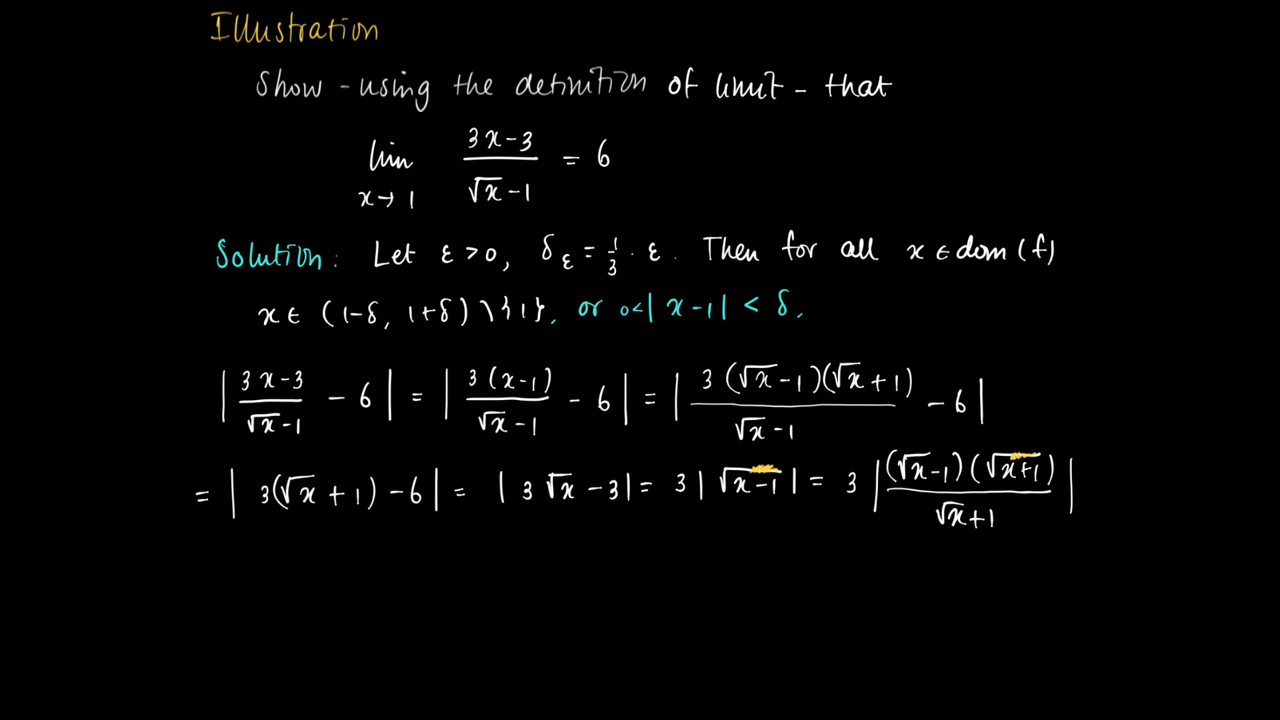 Illustration
Show - using the definition of limit - that
lim x→1 (3x-3)/(√x-1) = 6
Solution: Let ε > 0, δ_ε = 1/3 · ε. Then for all x ∈ dom (f)
x ∈ (1-δ, 1+δ) \ {1}, or 0<|x-1| < δ,
| (3x-3)/(√x-1) - 6 | = | 3(x-1)/(√x-1) - 6 | = | 3(√x-1)(√x+1)/(√x-1) - 6 |
= | 3(√x+1) - 6 | = | 3√x - 3 | = 3 | √(x-1) | = 3 | (√x-1)(√(x+1))/(√x+1) |